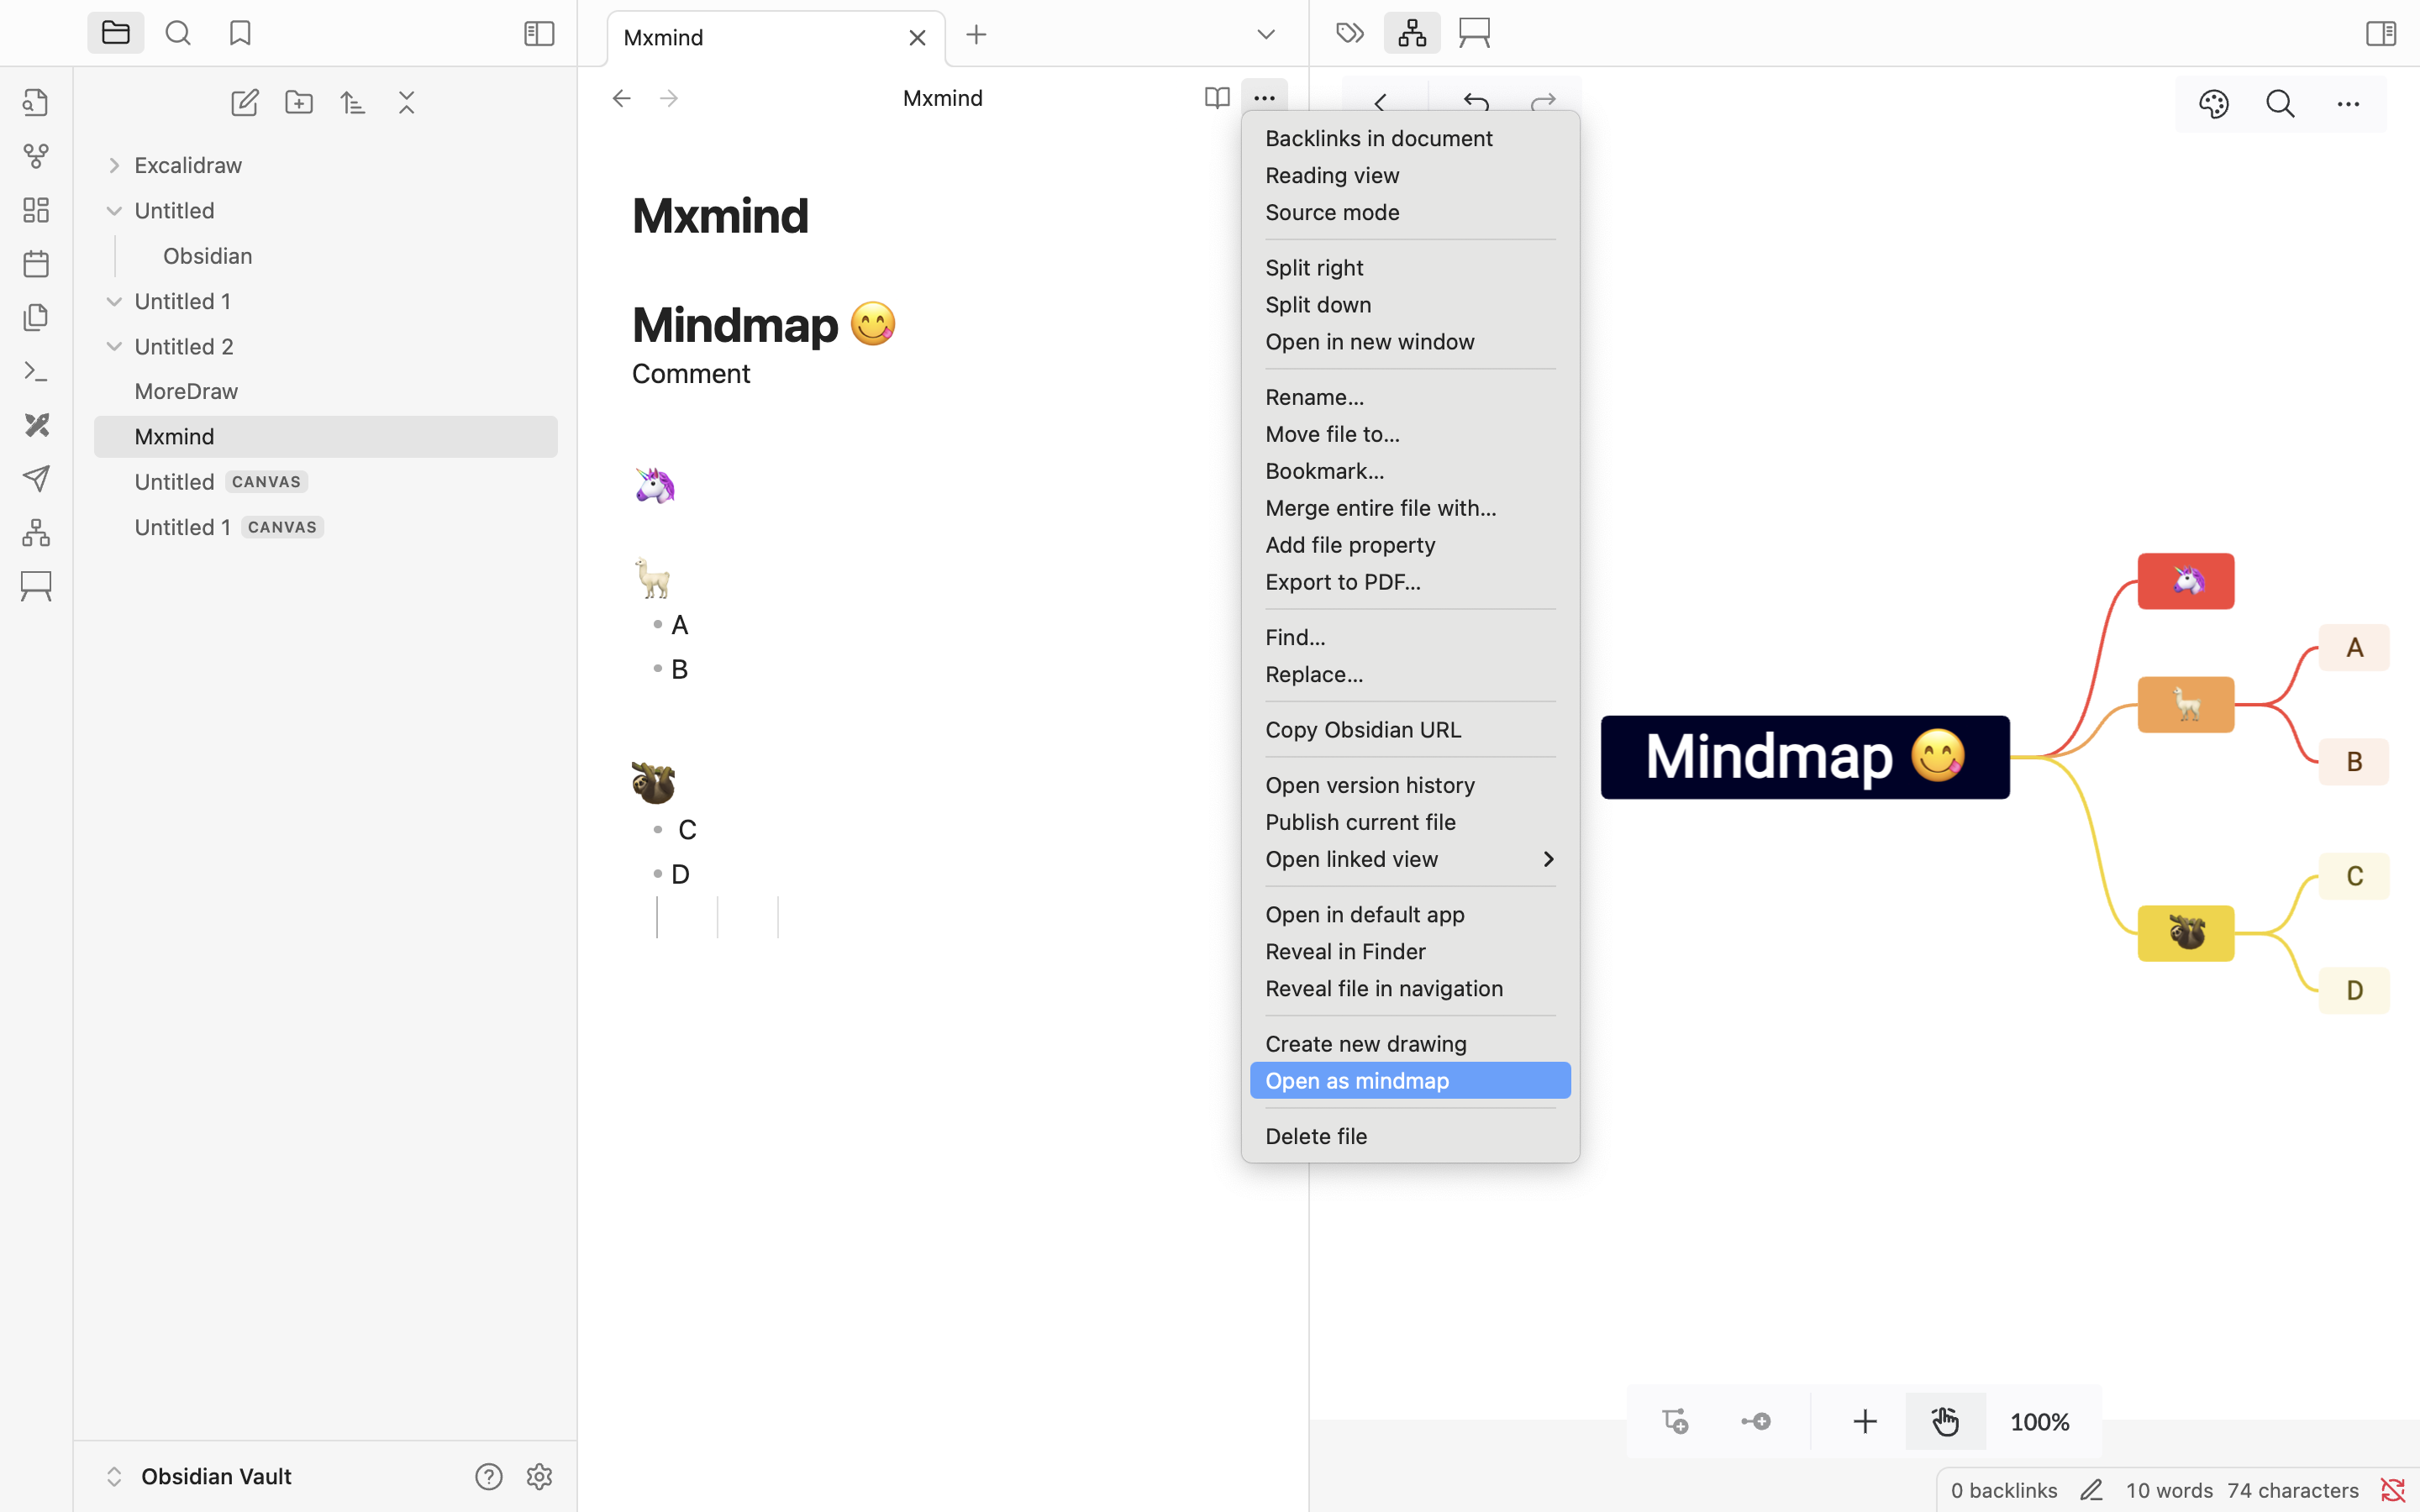 Mxmind
Mxmind
Excalidraw
Untitled
Obsidian
Untitled 1
Untitled 2
MoreDraw
Mxmind
Untitled CANVAS
Untitled 1 CANVAS
Obsidian Vault
Mxmind
Mindmap 😋
Comment
🦄
🦙
• A
• B
🦥
• C
• D
Backlinks in document
Reading view
Source mode
Split right
Split down
Open in new window
Rename...
Move file to...
Bookmark...
Merge entire file with...
Add file property
Export to PDF...
Find...
Replace...
Copy Obsidian URL
Open version history
Publish current file
Open linked view
Open in default app
Reveal in Finder
Reveal file in navigation
Create new drawing
Open as mindmap
Delete file
Mindmap 😋
🦄
🦙
A
B
🦥
C
D
100%
0 backlinks 10 words 74 characters